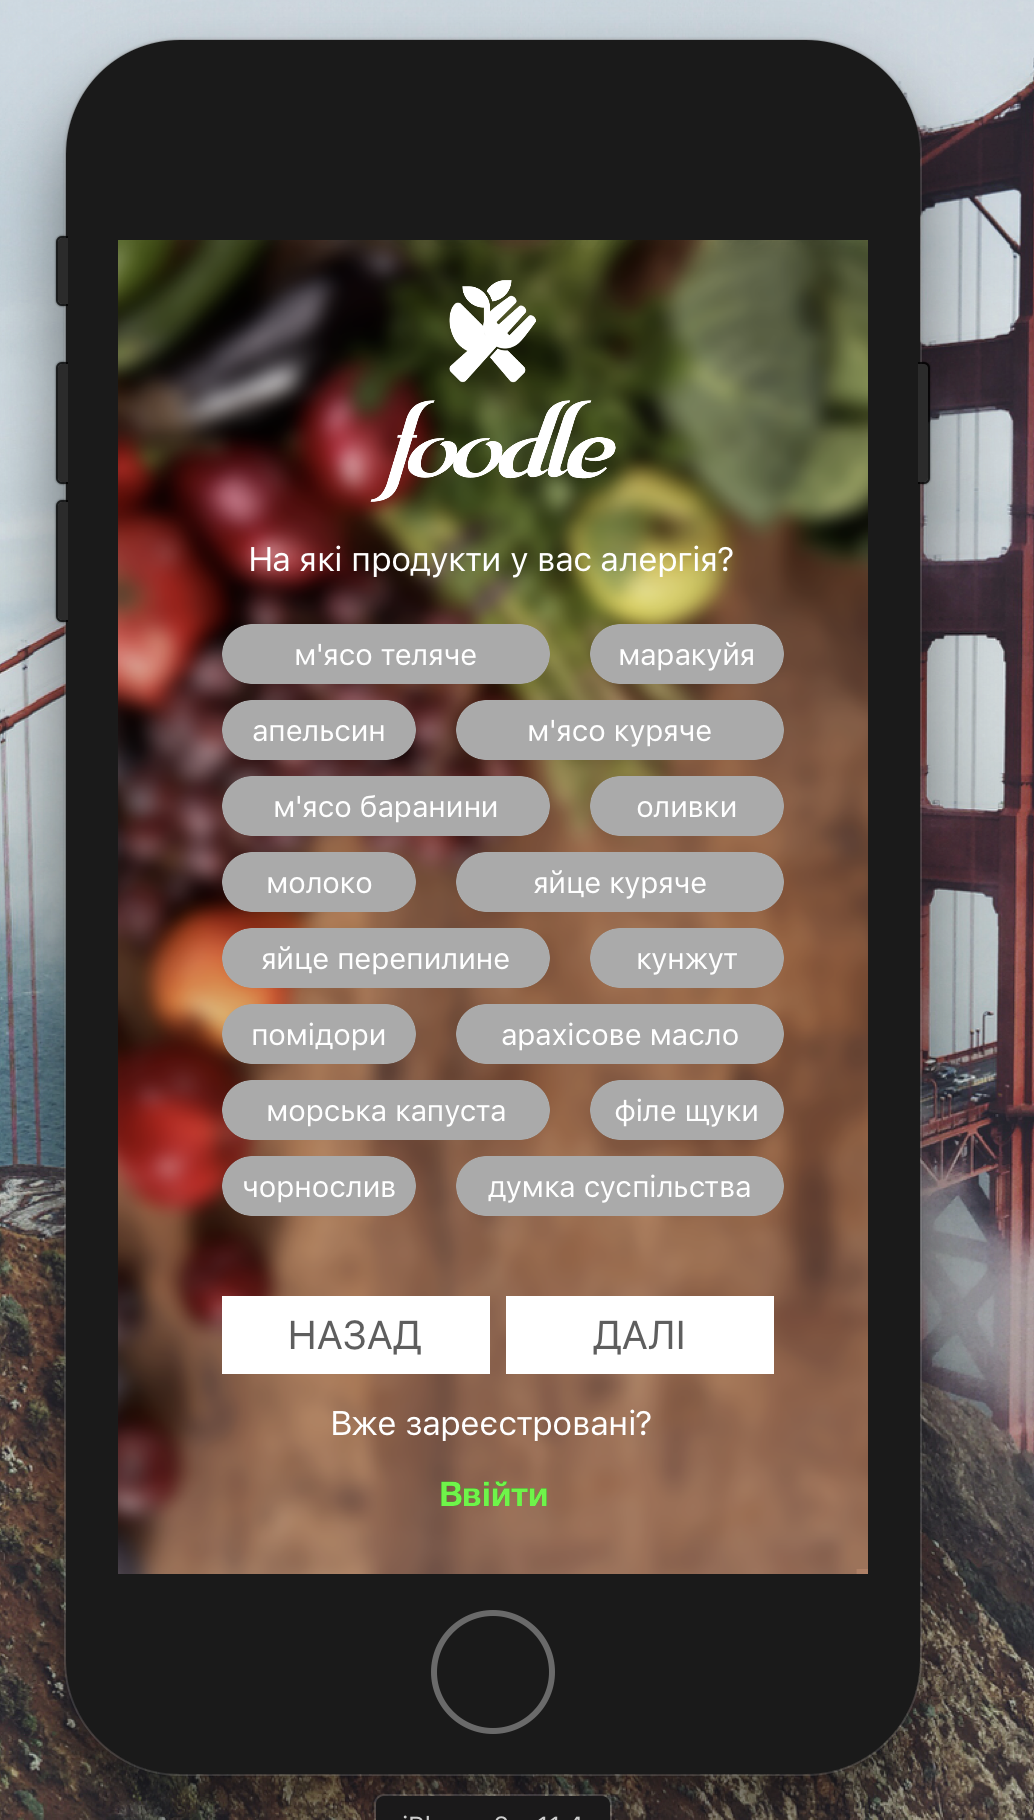 foodle
На які продукти у вас алергія?
м'ясо теляче маракуйя
апельсин м'ясо куряче
м'ясо баранини оливки
молоко яйце куряче
яйце перепилине кунжут
помідори арахісове масло
морська капуста філе щуки
чорнослив думка суспільства
НАЗАД ДАЛІ
Вже зареєстровані?
Ввійти